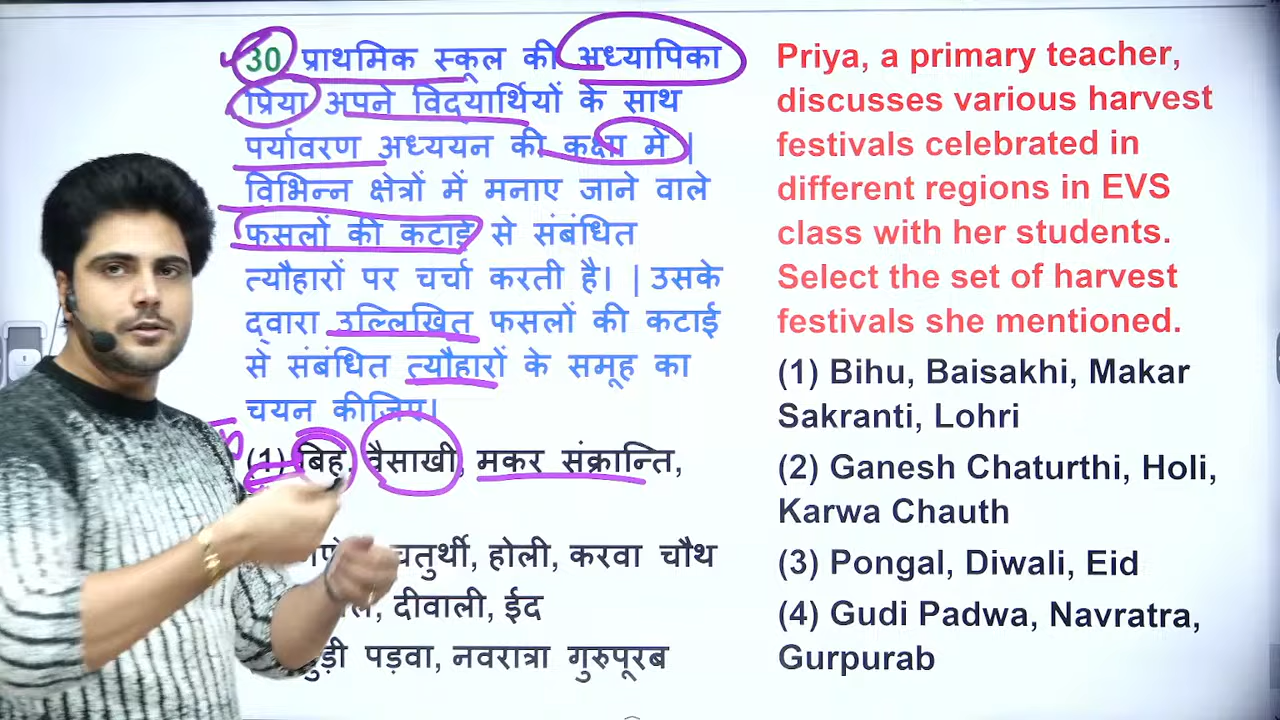 30 प्राथमिक स्कूल की अध्यापिका
प्रिया अपने विद्यार्थियों के साथ
पर्यावरण अध्ययन की कक्षा में |
विभिन्न क्षेत्रों में मनाए जाने वाले
फसलों की कटाई से संबंधित
त्यौहारों पर चर्चा करती है। | उसके
द्वारा उल्लिखित फसलों की कटाई
से संबंधित त्यौहारों के समूह का
चयन कीजिए।
(1) बिहू, वैसाखी, मकर संक्रान्ति,
चतुर्थी, होली, करवा चौथ
दीवाली, ईद
पड़वा, नवरात्रा गुरुपूरब
Priya, a primary teacher,
discusses various harvest
festivals celebrated in
different regions in EVS
class with her students.
Select the set of harvest
festivals she mentioned.
(1) Bihu, Baisakhi, Makar
Sakranti, Lohri
(2) Ganesh Chaturthi, Holi,
Karwa Chauth
(3) Pongal, Diwali, Eid
(4) Gudi Padwa, Navratra,
Gurpurab